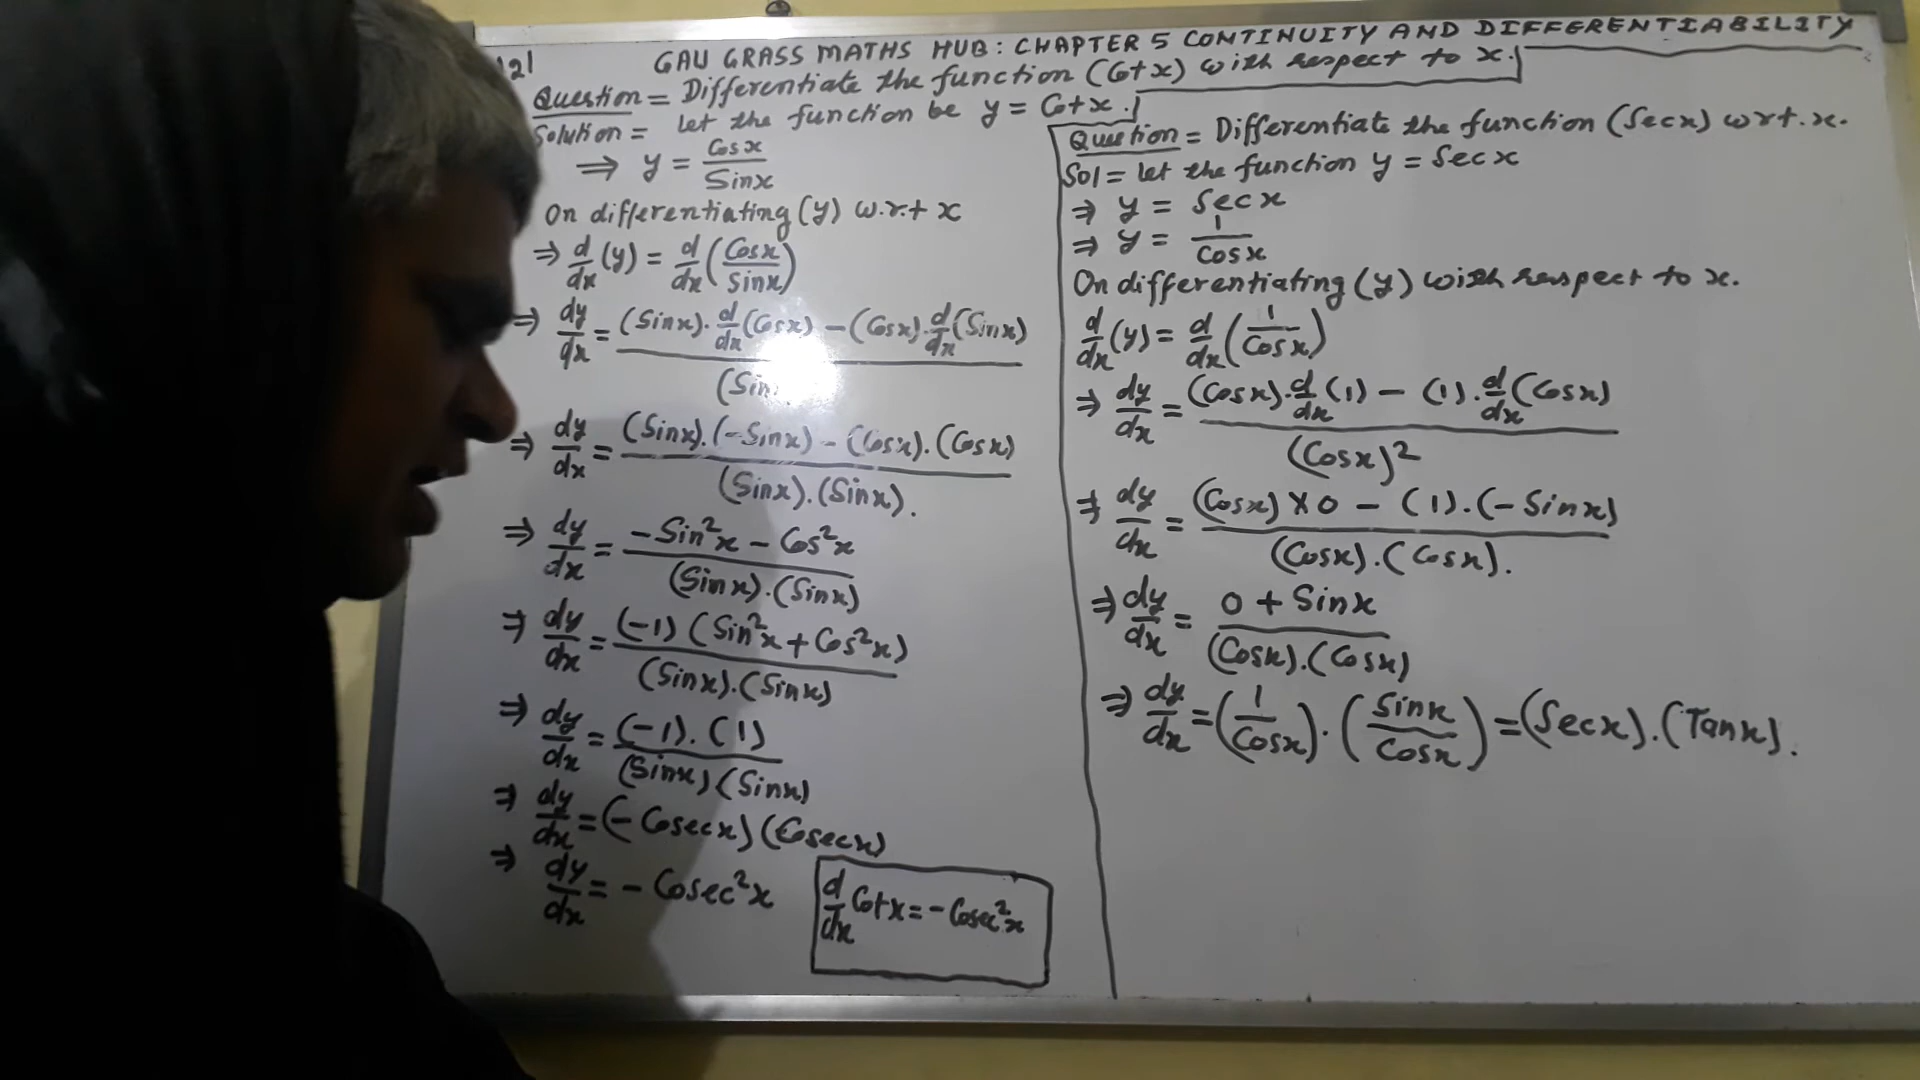 121
GAU GRASS MATHS HUB: CHAPTER 5 CONTINUITY AND DIFFERENTIABILITY
Question = Differentiate the function (Cotx) with respect to x.
Solution = let the function be y = Cotx.
⇒ y = Cosx/Sinx
On differentiating (y) w.r.t x
⇒ d/dx (y) = d/dx (Cosx/Sinx)
⇒ dy/dx = ((Sinx). d/dx (Cosx) - (Cosx). d/dx (Sinx))/(Sin
⇒ dy/dx = ((Sinx).(-Sinx) - (Cosx).(Cosx))/((Sinx).(Sinx).
⇒ dy/dx = (-Sin²x - Cos²x)/((Sinx).(Sinx))
⇒ dy/dx = ((-1)(Sin²x + Cos²x))/((Sinx).(Sinx))
⇒ dy/dx = ((-1).(1))/((Sinx)(Sinx))
⇒ dy/dx = (-Cosecx)(Cosecx)
⇒ dy/dx = -Cosec²x
d/dx Cotx = -Cosec²x
Question = Differentiate the function (Secx) w r t. x.
Sol = let the function y = Secx
⇒ y = Secx
⇒ y = 1/Cosx
On differentiating (y) with respect to x.
d/dx (y) = d/dx (1/Cosx)
⇒ dy/dx = ((Cosx). d/dx (1) - (1). d/dx (Cosx))/(Cosx)²
⇒ dy/dx = ((Cosx) × 0 - (1).(-Sinx))/((Cosx).(Cosx).
⇒ dy/dx = (0 + Sinx)/((Cosx).(Cosx))
⇒ dy/dx = (1/Cosx).(Sinx/Cosx) = (Secx).(Tanx).